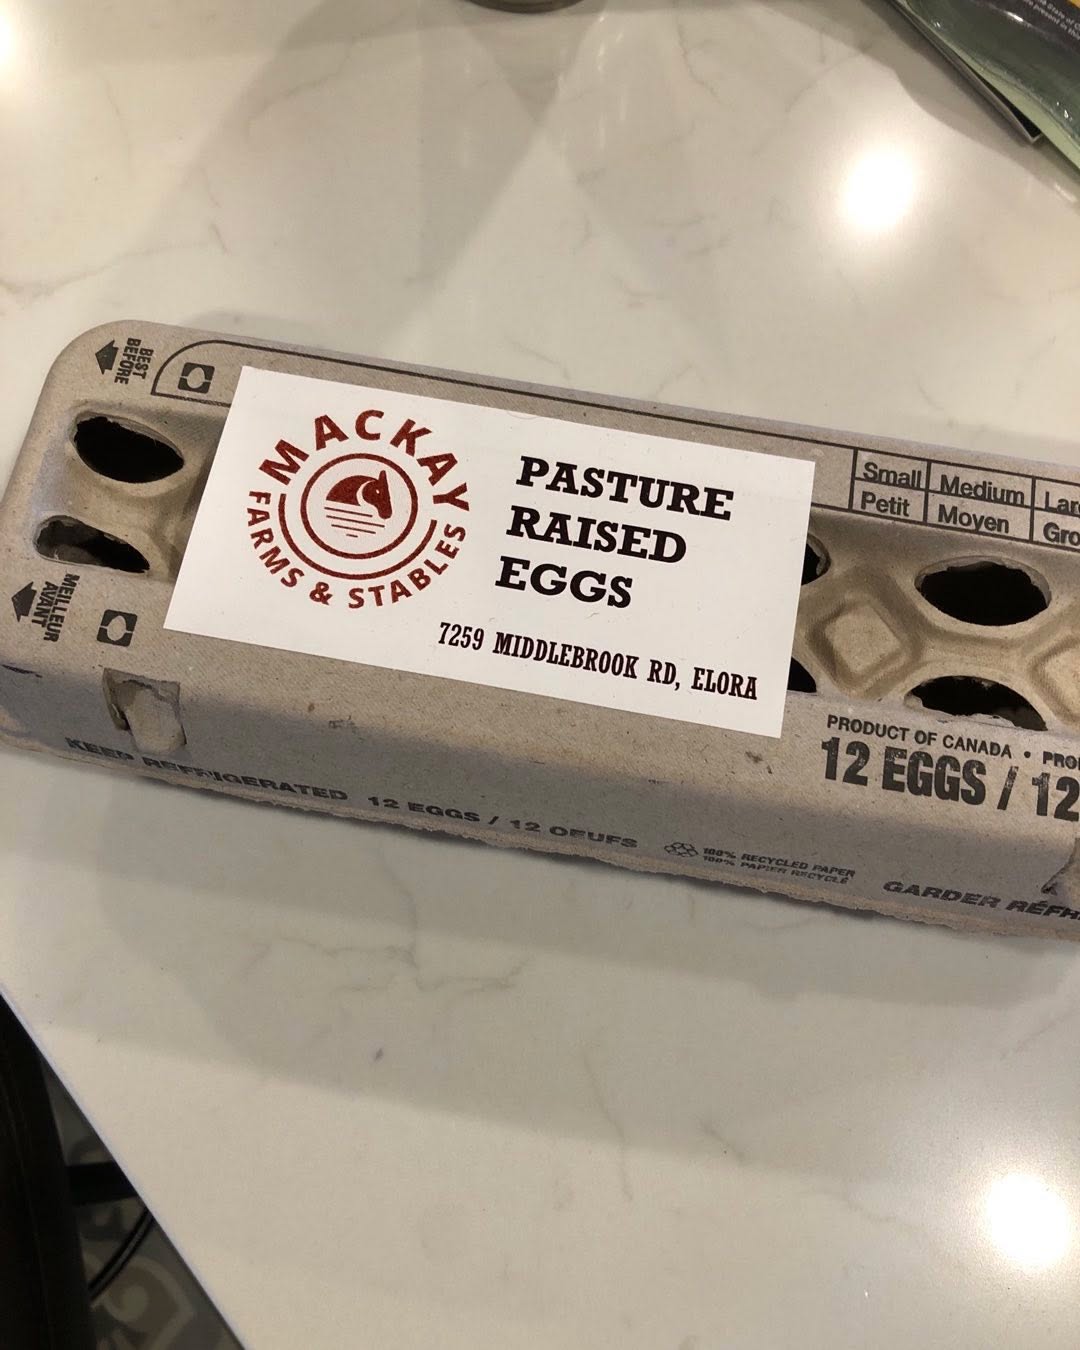 BEST
BEFORE
MACKAY
FARMS & STABLES
PASTURE
RAISED
EGGS
7259 MIDDLEBROOK RD, ELORA
Small
Petit
Medium
Moyen
MEILLEUR
AVANT
PRODUCT OF CANADA •
12 EGGS / 12
KEEP REFRIGERATED 12 EGGS / 12 OEUFS
100% RECYCLED PAPER
100% PAPIER RECYCLÉ
GARDER